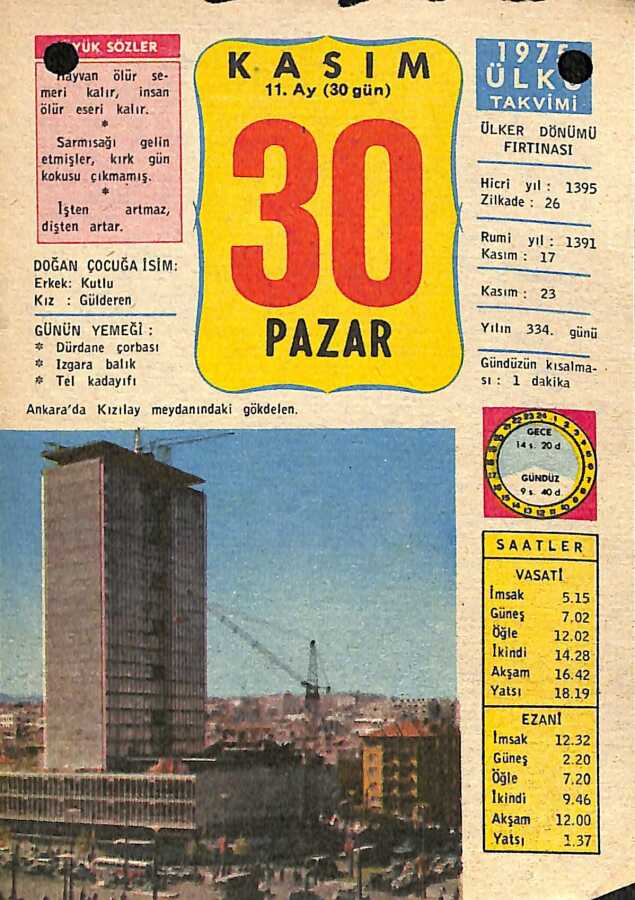 YÜK SÖZLER
Hayvan ölür se-
meri kalır, insan
ölür eseri kalır.
*
Sarmısağı gelin
etmişler, kırk gün
kokusu çıkmamış.
*
İşten artmaz,
dişten artar.
DOĞAN ÇOCUĞA İSİM:
Erkek: Kutlu
Kız : Gülderen
GÜNÜN YEMEĞİ :
* Dürdane çorbası
* Izgara balık
* Tel kadayıfı
KASIM
11. Ay (30 gün)
30
PAZAR
1975
ÜLKÜ
TAKVİMİ
ÜLKER DÖNÜMÜ
FIRTINASI
Hicri yıl : 1395
Zilkade : 26
Rumi yıl : 1391
Kasım : 17
Kasım : 23
Yılın 334. günü
Gündüzün kısalma-
sı : 1 dakika
Ankara'da Kızılay meydanındaki gökdelen.
GECE
14 s. 20 d
GÜNDÜZ
9 s. 40 d
SAATLER
VASATİ
İmsak 5.15
Güneş 7.02
Öğle 12.02
İkindi 14.28
Akşam 16.42
Yatsı 18.19
EZANİ
İmsak 12.32
Güneş 2.20
Öğle 7.20
İkindi 9.46
Akşam 12.00
Yatsı 1.37